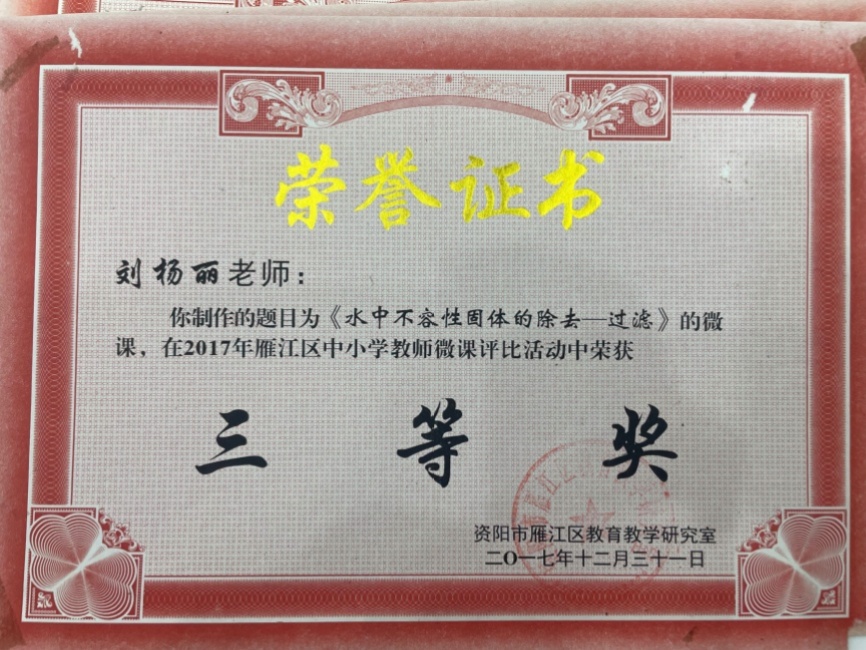 荣誉证书
刘杨丽老师：
你制作的题目为《水中不容性固体的除去—过滤》的微
课，在2017年雁江区中小学教师微课评比活动中荣获
三等奖
资阳市雁江区教育教学研究室
二O一七年十二月三十一日